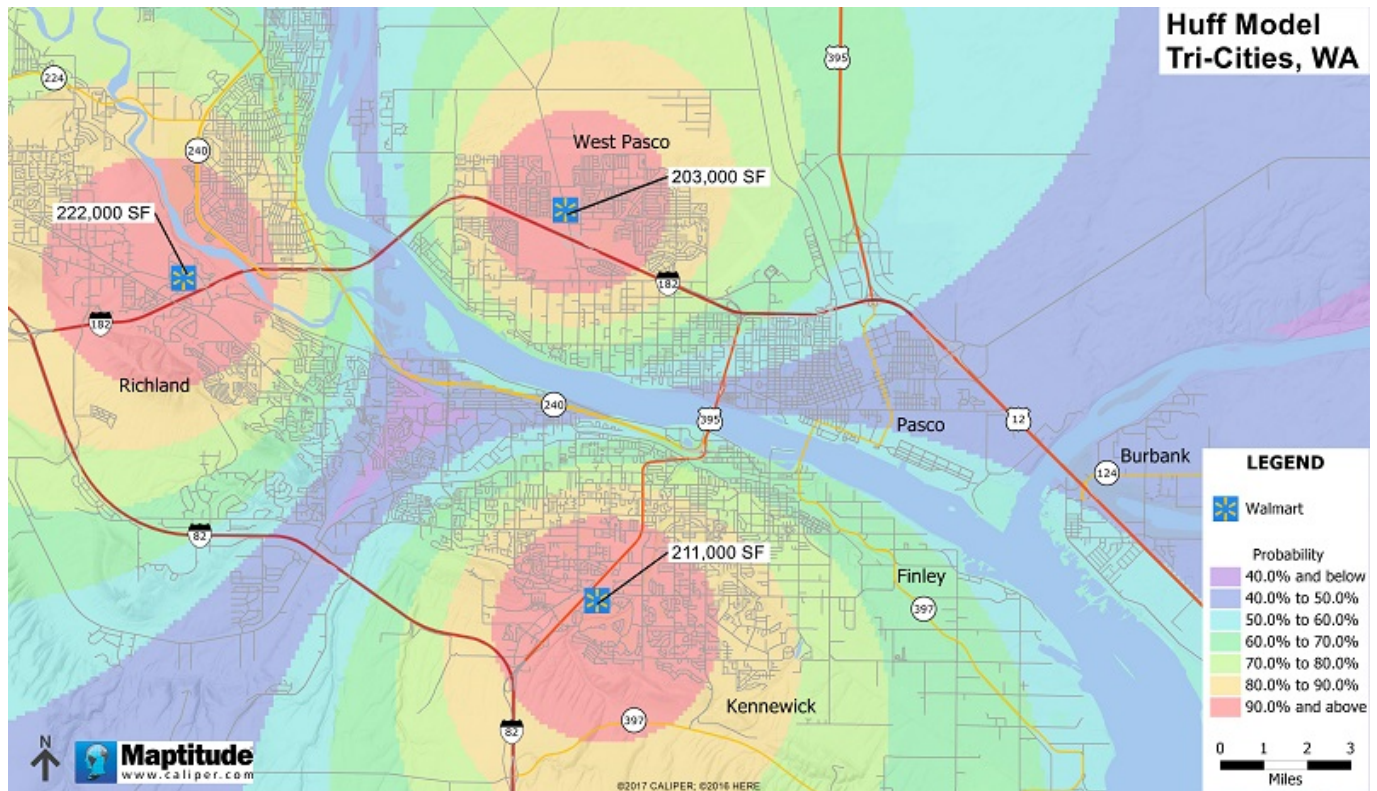 Huff Model
Tri-Cities, WA
395
224
240
West Pasco
203,000 SF
222,000 SF
182
182
Richland
240
395
Pasco
12
Burbank
124
82
211,000 SF
Finley
397
Kennewick
397
82
LEGEND
Walmart
Probability
40.0% and below
40.0% to 50.0%
50.0% to 60.0%
60.0% to 70.0%
70.0% to 80.0%
80.0% to 90.0%
90.0% and above
0 1 2 3
Miles
N
Maptitude
www.caliper.com
©2017 CALIPER; ©2016 HERE